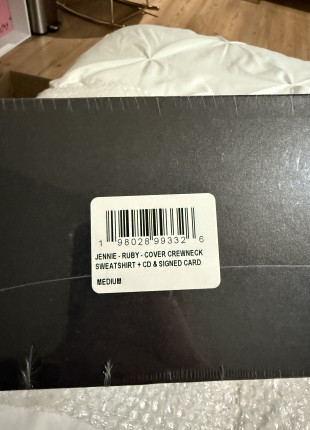 1 98028 99332 6
JENNIE - RUBY - COVER CREWNECK
SWEATSHIRT + CD & SIGNED CARD
MEDIUM